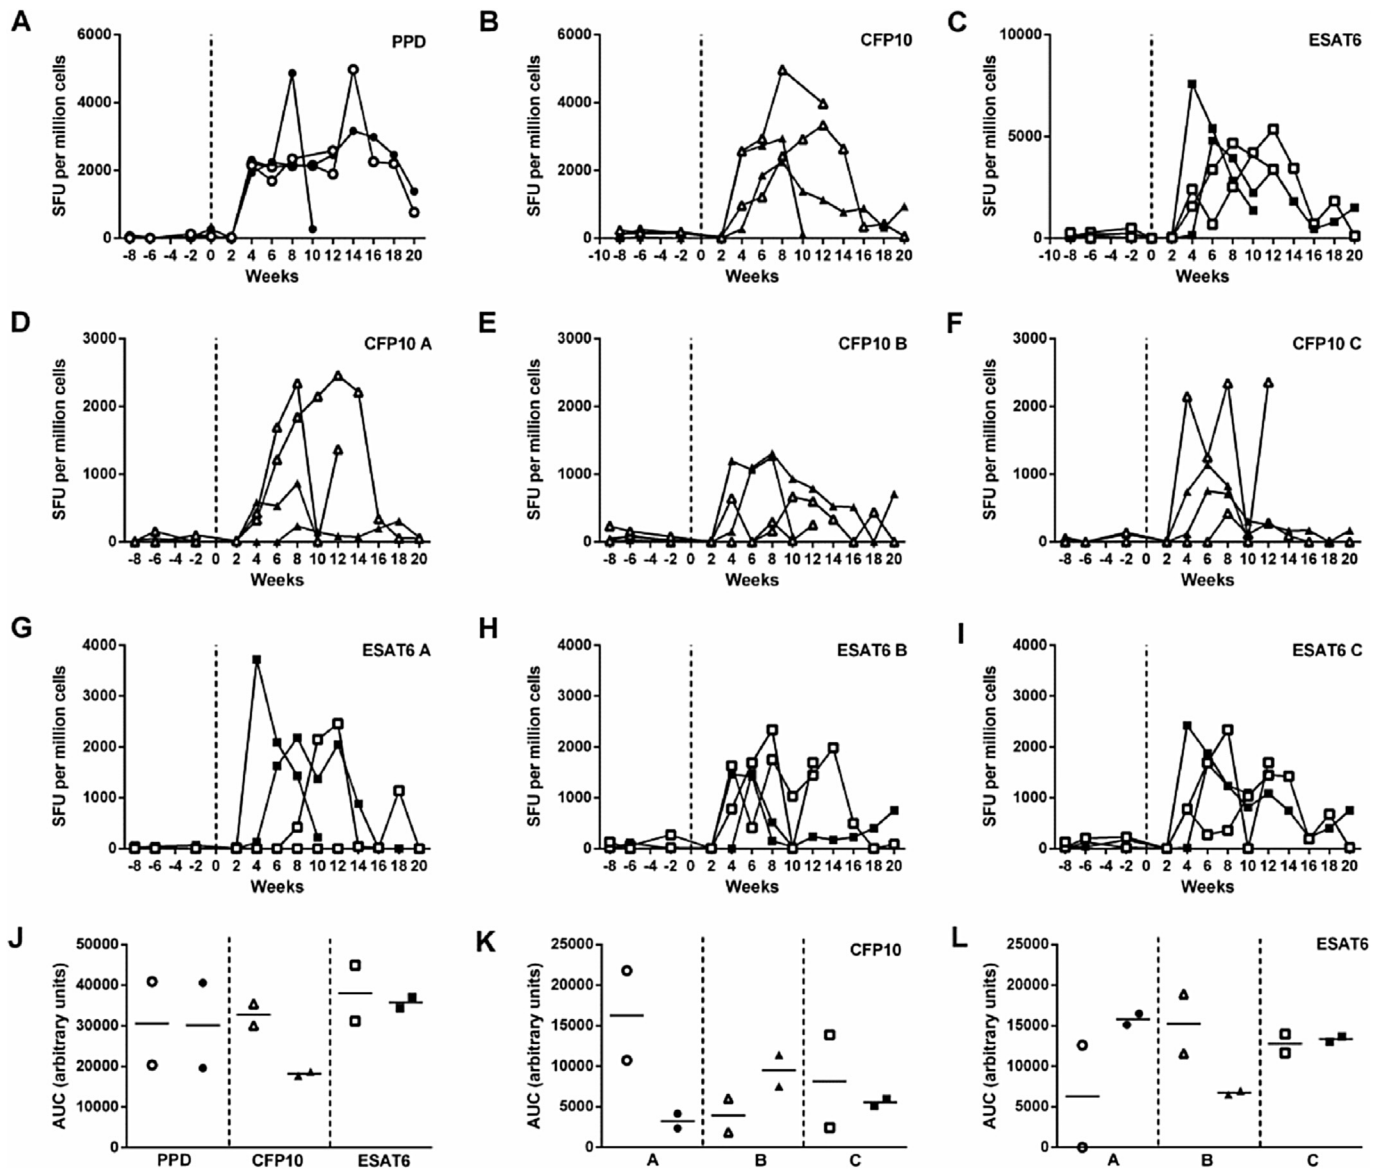 A
PPD
SFU per million cells
6000
4000
2000
0
-8 -6 -4 -2 0 2 4 6 8 10 12 14 16 18 20
Weeks
B
CFP10
SFU per million cells
6000
4000
2000
0
-10 -8 -6 -4 -2 0 2 4 6 8 10 12 14 16 18 20
Weeks
C
ESAT6
SFU per million cells
10000
5000
0
-10 -8 -6 -4 -2 0 2 4 6 8 10 12 14 16 18 20
Weeks
D
CFP10 A
SFU per million cells
3000
2000
1000
0
-8 -6 -4 -2 0 2 4 6 8 10 12 14 16 18 20
Weeks
E
CFP10 B
SFU per million cells
3000
2000
1000
0
-8 -6 -4 -2 0 2 4 6 8 10 12 14 16 18 20
Weeks
F
CFP10 C
SFU per million cells
3000
2000
1000
0
-8 -6 -4 -2 0 2 4 6 8 10 12 14 16 18 20
Weeks
G
ESAT6 A
SFU per million cells
4000
3000
2000
1000
0
-8 -6 -4 -2 0 2 4 6 8 10 12 14 16 18 20
Weeks
H
ESAT6 B
SFU per million cells
4000
3000
2000
1000
0
-8 -6 -4 -2 0 2 4 6 8 10 12 14 16 18 20
Weeks
I
ESAT6 C
SFU per million cells
4000
3000
2000
1000
0
-8 -6 -4 -2 0 2 4 6 8 10 12 14 16 18 20
Weeks
J
AUC (arbitrary units)
50000
40000
30000
20000
10000
0
PPD CFP10 ESAT6
K
CFP10
AUC (arbitrary units)
25000
20000
15000
10000
5000
0
A B C
L
ESAT6
AUC (arbitrary units)
25000
20000
15000
10000
5000
0
A B C